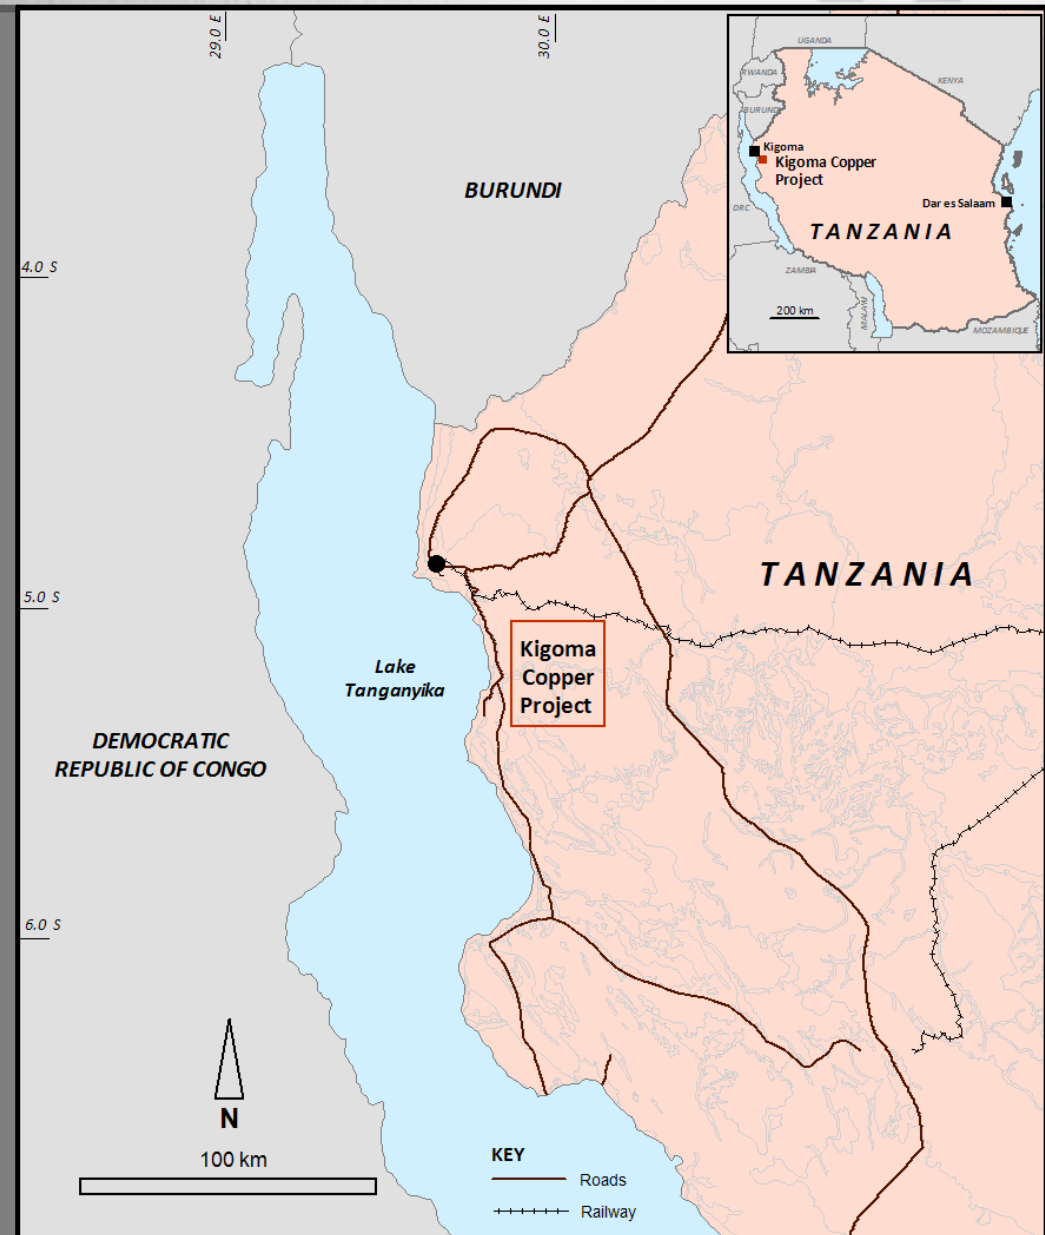 29.0 E
30.0 E
UGANDA
RWANDA
KENYA
BURUNDI
Kigoma
Kigoma Copper
Project
DRC
Dar es Salaam
TANZANIA
ZAMBIA
200 km
MALAWI
MOZAMBIQUE
BURUNDI
4.0 S
TANZANIA
5.0 S
Kigoma
Copper
Project
Lake
Tanganyika
DEMOCRATIC
REPUBLIC OF CONGO
6.0 S
N
100 km
KEY
Roads
Railway